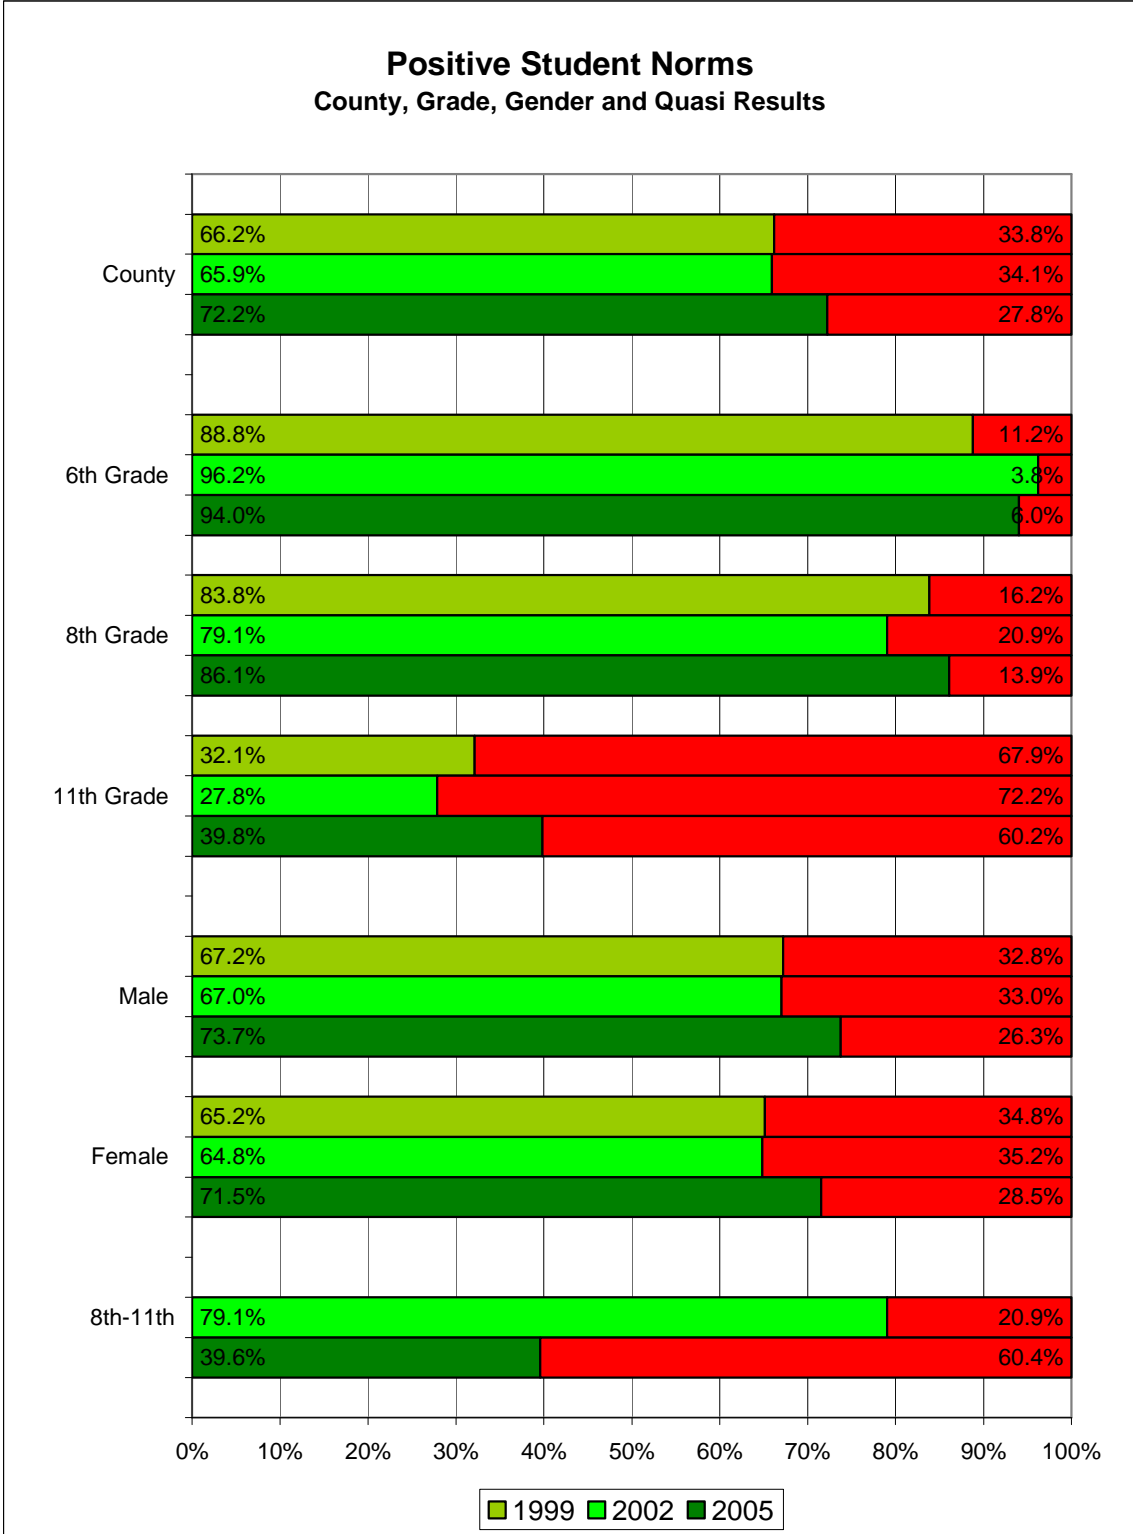 Positive Student Norms
County, Grade, Gender and Quasi Results
66.2% 33.8%
County 65.9% 34.1%
72.2% 27.8%
88.8% 11.2%
6th Grade 96.2% 3.8%
94.0% 6.0%
83.8% 16.2%
8th Grade 79.1% 20.9%
86.1% 13.9%
32.1% 67.9%
11th Grade 27.8% 72.2%
39.8% 60.2%
67.2% 32.8%
Male 67.0% 33.0%
73.7% 26.3%
65.2% 34.8%
Female 64.8% 35.2%
71.5% 28.5%
8th-11th 79.1% 20.9%
39.6% 60.4%
0% 10% 20% 30% 40% 50% 60% 70% 80% 90% 100%
1999 2002 2005